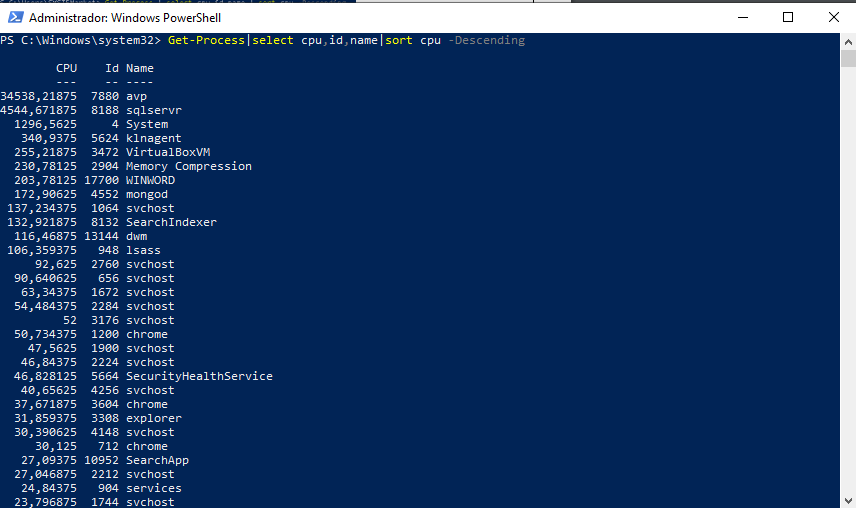 Administrador: Windows PowerShell
PS C:\Windows\system32> Get-Process|select cpu,id,name|sort cpu -Descending
CPU Id Name
--- -- ----
34538,21875 7880 avp
4544,671875 8188 sqlservr
1296,5625 4 System
340,9375 5624 klnagent
255,21875 3472 VirtualBoxVM
230,78125 2904 Memory Compression
203,78125 17700 WINWORD
172,90625 4552 mongod
137,234375 1064 svchost
132,921875 8132 SearchIndexer
116,46875 13144 dwm
106,359375 948 lsass
92,625 2760 svchost
90,640625 656 svchost
63,34375 1672 svchost
54,484375 2284 svchost
52 3176 svchost
50,734375 1200 chrome
47,5625 1900 svchost
46,84375 2224 svchost
46,828125 5664 SecurityHealthService
40,65625 4256 svchost
37,671875 3604 chrome
31,859375 3308 explorer
30,390625 4148 svchost
30,125 712 chrome
27,09375 10952 SearchApp
27,046875 2212 svchost
24,84375 904 services
23,796875 1744 svchost